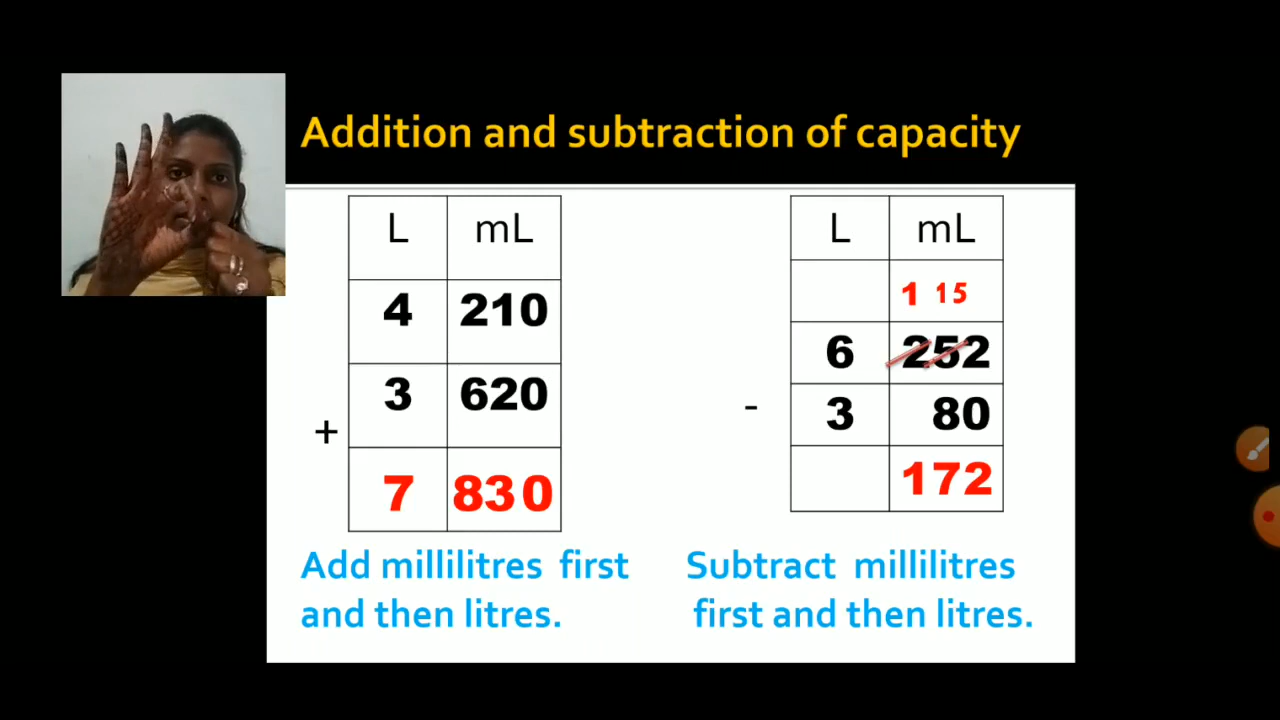 Addition and subtraction of capacity
L mL
4 210
3 620
+
7 830
Add millilitres first
and then litres.
L mL
1 15
6 252
- 3 80
172
Subtract millilitres
first and then litres.